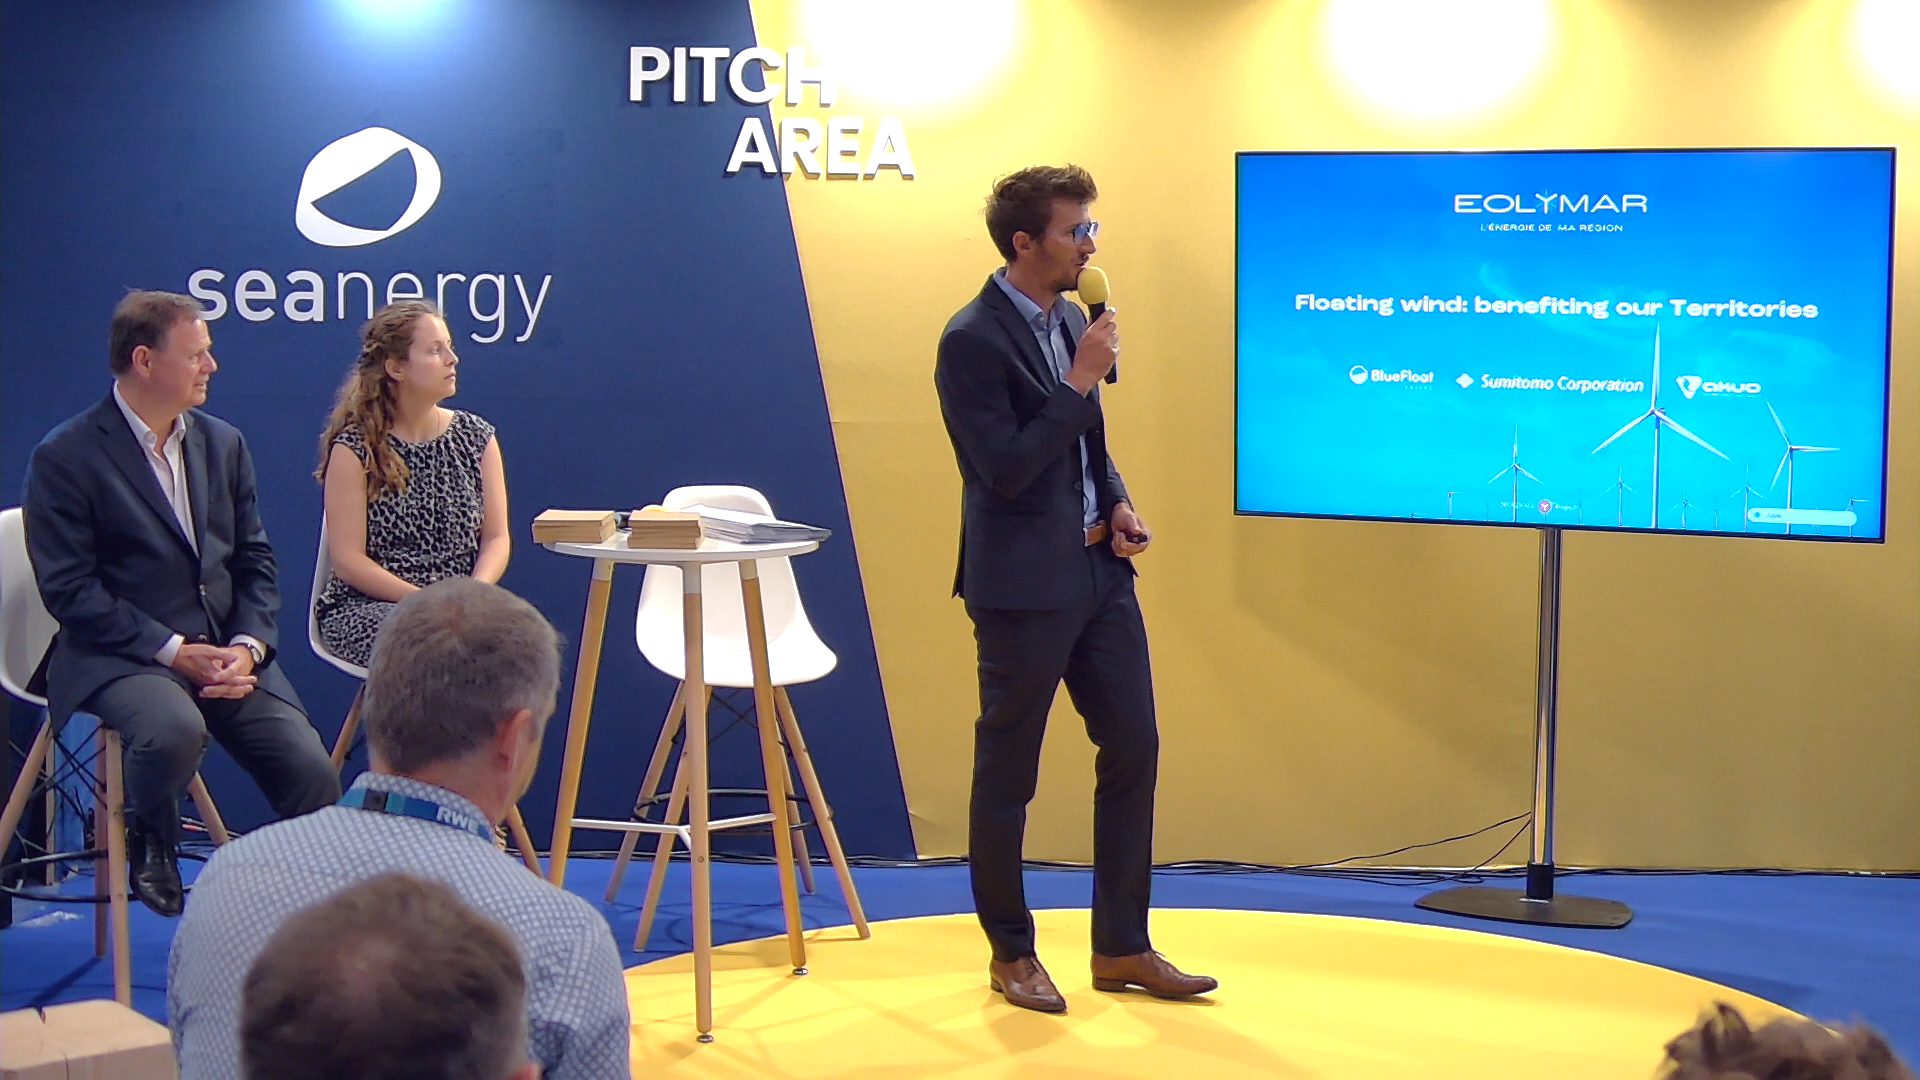 PITCH
AREA
seanergy
EOLYMAR
L'ÉNERGIE DE MA RÉGION
Floating wind: benefiting our Territories
BlueFloat
Sumitomo Corporation
akuo
RWE